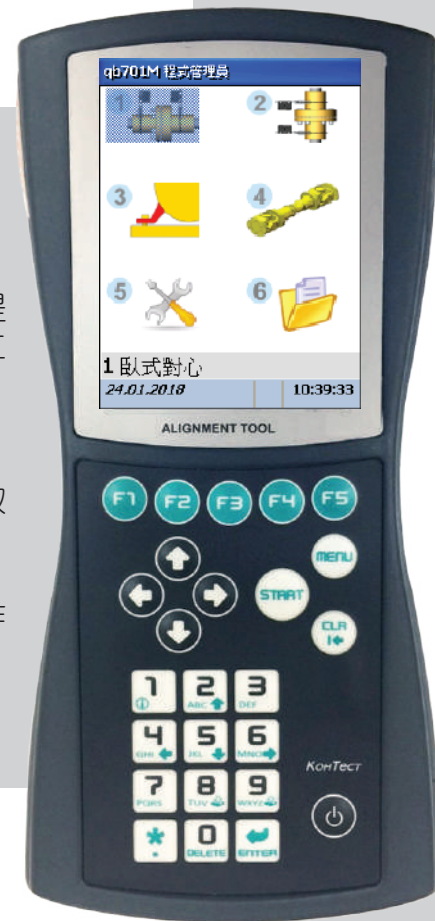 qb701M 程式管理員
1
2
3
4
5
6
1 臥式對心
24.01.2018 10:39:33
ALIGNMENT TOOL
F1 F2 F3 F4 F5
MENU
START
CLR
1
2 ABC
3 DEF
4 GHI
5 JKL
6 MNO
7 PQRS
8 TUV
9 WXYZ
КонТест
*
.
0 DELETE
ENTER